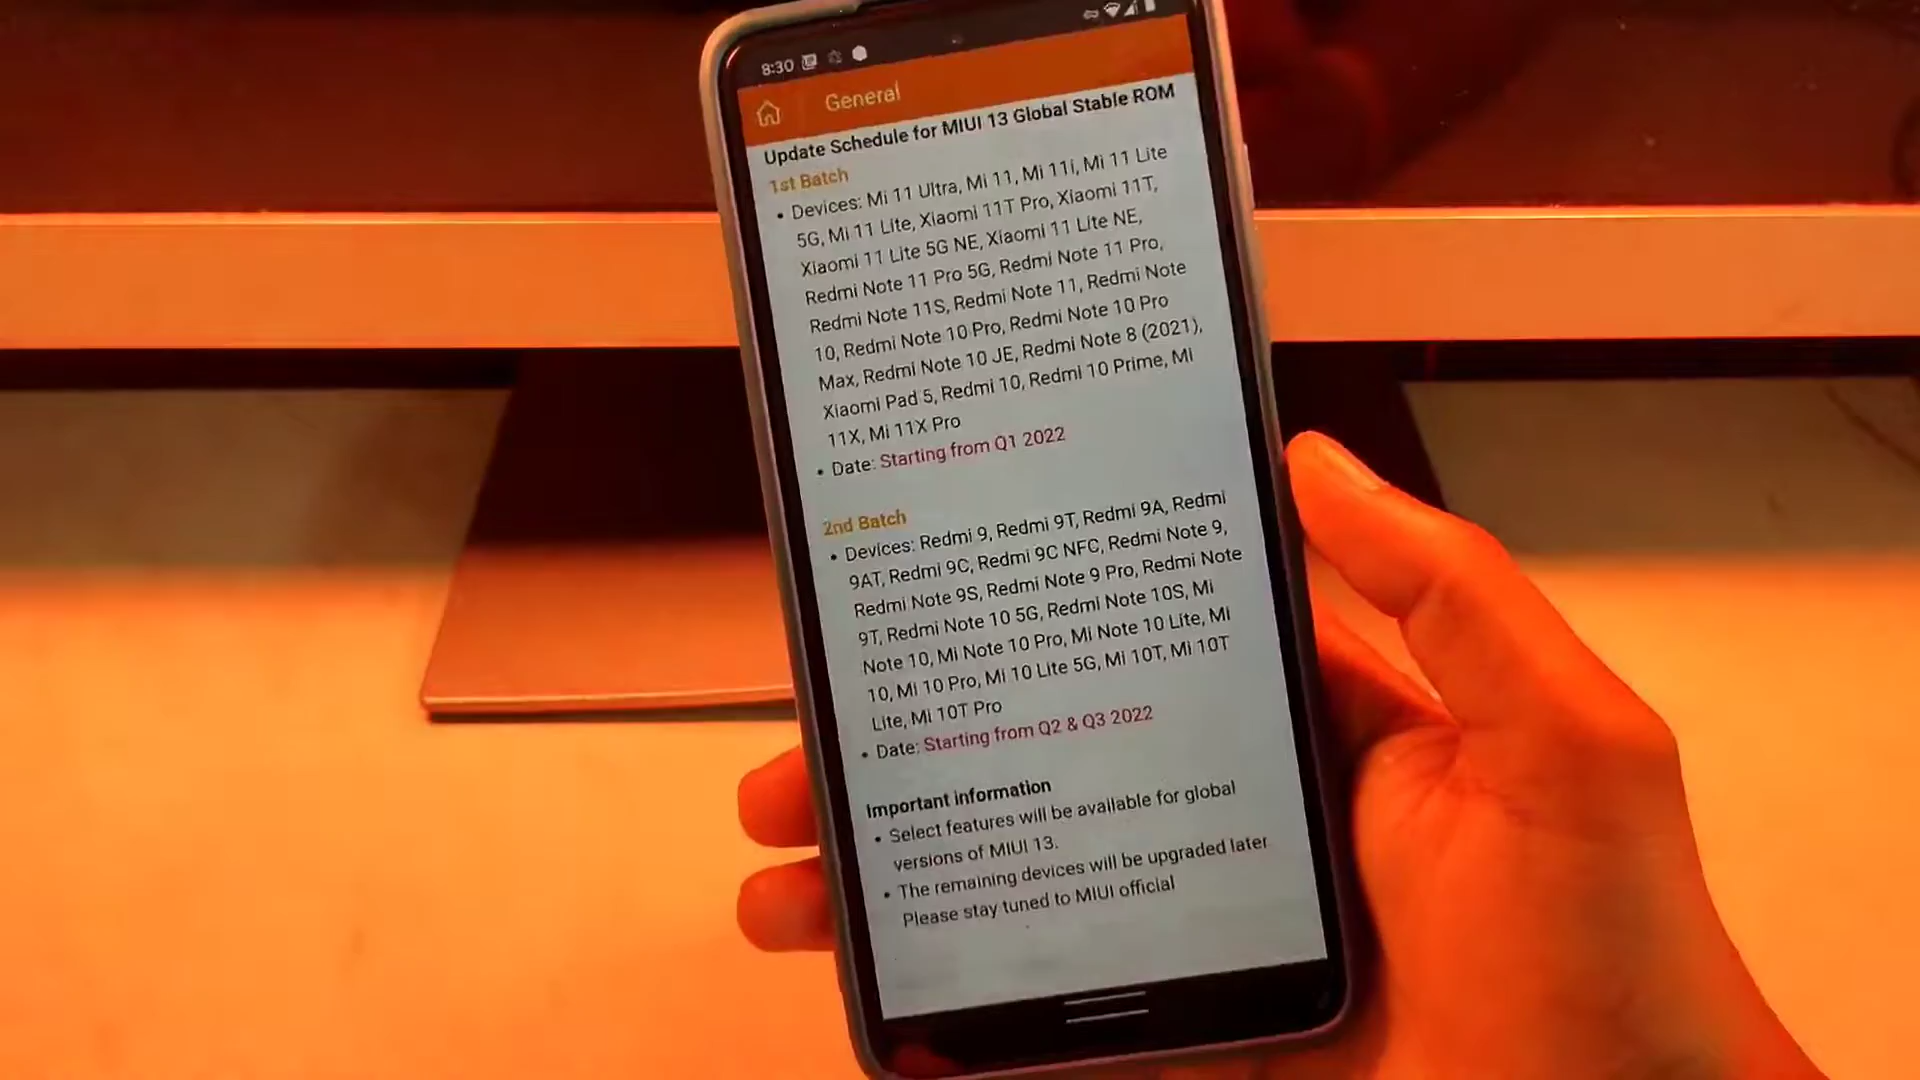 8:30
General
Update Schedule for MIUI 13 Global Stable ROM
1st Batch
• Devices: Mi 11 Ultra, Mi 11, Mi 11i, Mi 11 Lite
5G, Mi 11 Lite, Xiaomi 11T Pro, Xiaomi 11T,
Xiaomi 11 Lite 5G NE, Xiaomi 11 Lite NE,
Redmi Note 11 Pro 5G, Redmi Note 11 Pro,
Redmi Note 11S, Redmi Note 11, Redmi Note
10, Redmi Note 10 Pro, Redmi Note 10 Pro
Max, Redmi Note 10 JE, Redmi Note 8 (2021),
Xiaomi Pad 5, Redmi 10, Redmi 10 Prime, Mi
11X, Mi 11X Pro
• Date: Starting from Q1 2022
2nd Batch
• Devices: Redmi 9, Redmi 9T, Redmi 9A, Redmi
9AT, Redmi 9C, Redmi 9C NFC, Redmi Note 9,
Redmi Note 9S, Redmi Note 9 Pro, Redmi Note
9T, Redmi Note 10 5G, Redmi Note 10S, Mi
Note 10, Mi Note 10 Pro, Mi Note 10 Lite, Mi
10, Mi 10 Pro, Mi 10 Lite 5G, Mi 10T, Mi 10T
Lite, Mi 10T Pro
• Date: Starting from Q2 & Q3 2022
Important information
• Select features will be available for global
versions of MIUI 13.
• The remaining devices will be upgraded later
Please stay tuned to MIUI official